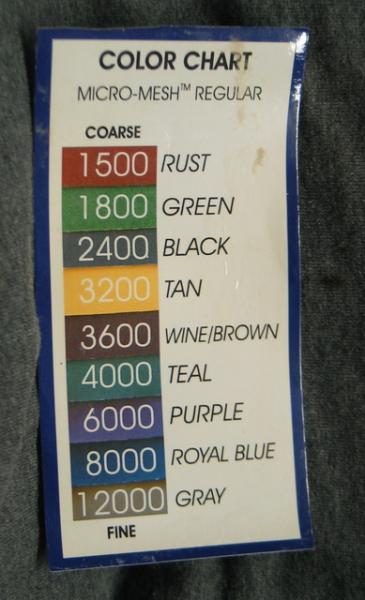 COLOR CHART
MICRO-MESH™ REGULAR
COARSE
1500 RUST
1800 GREEN
2400 BLACK
3200 TAN
3600 WINE/BROWN
4000 TEAL
6000 PURPLE
8000 ROYAL BLUE
12000 GRAY
FINE